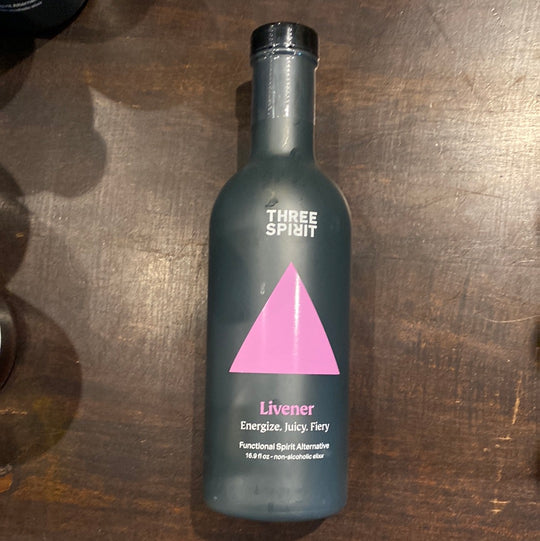 THREE
SPIRIT
Livener
Energize, Juicy, Fiery
Functional Spirit Alternative
16.9 fl oz - non-alcoholic elixir